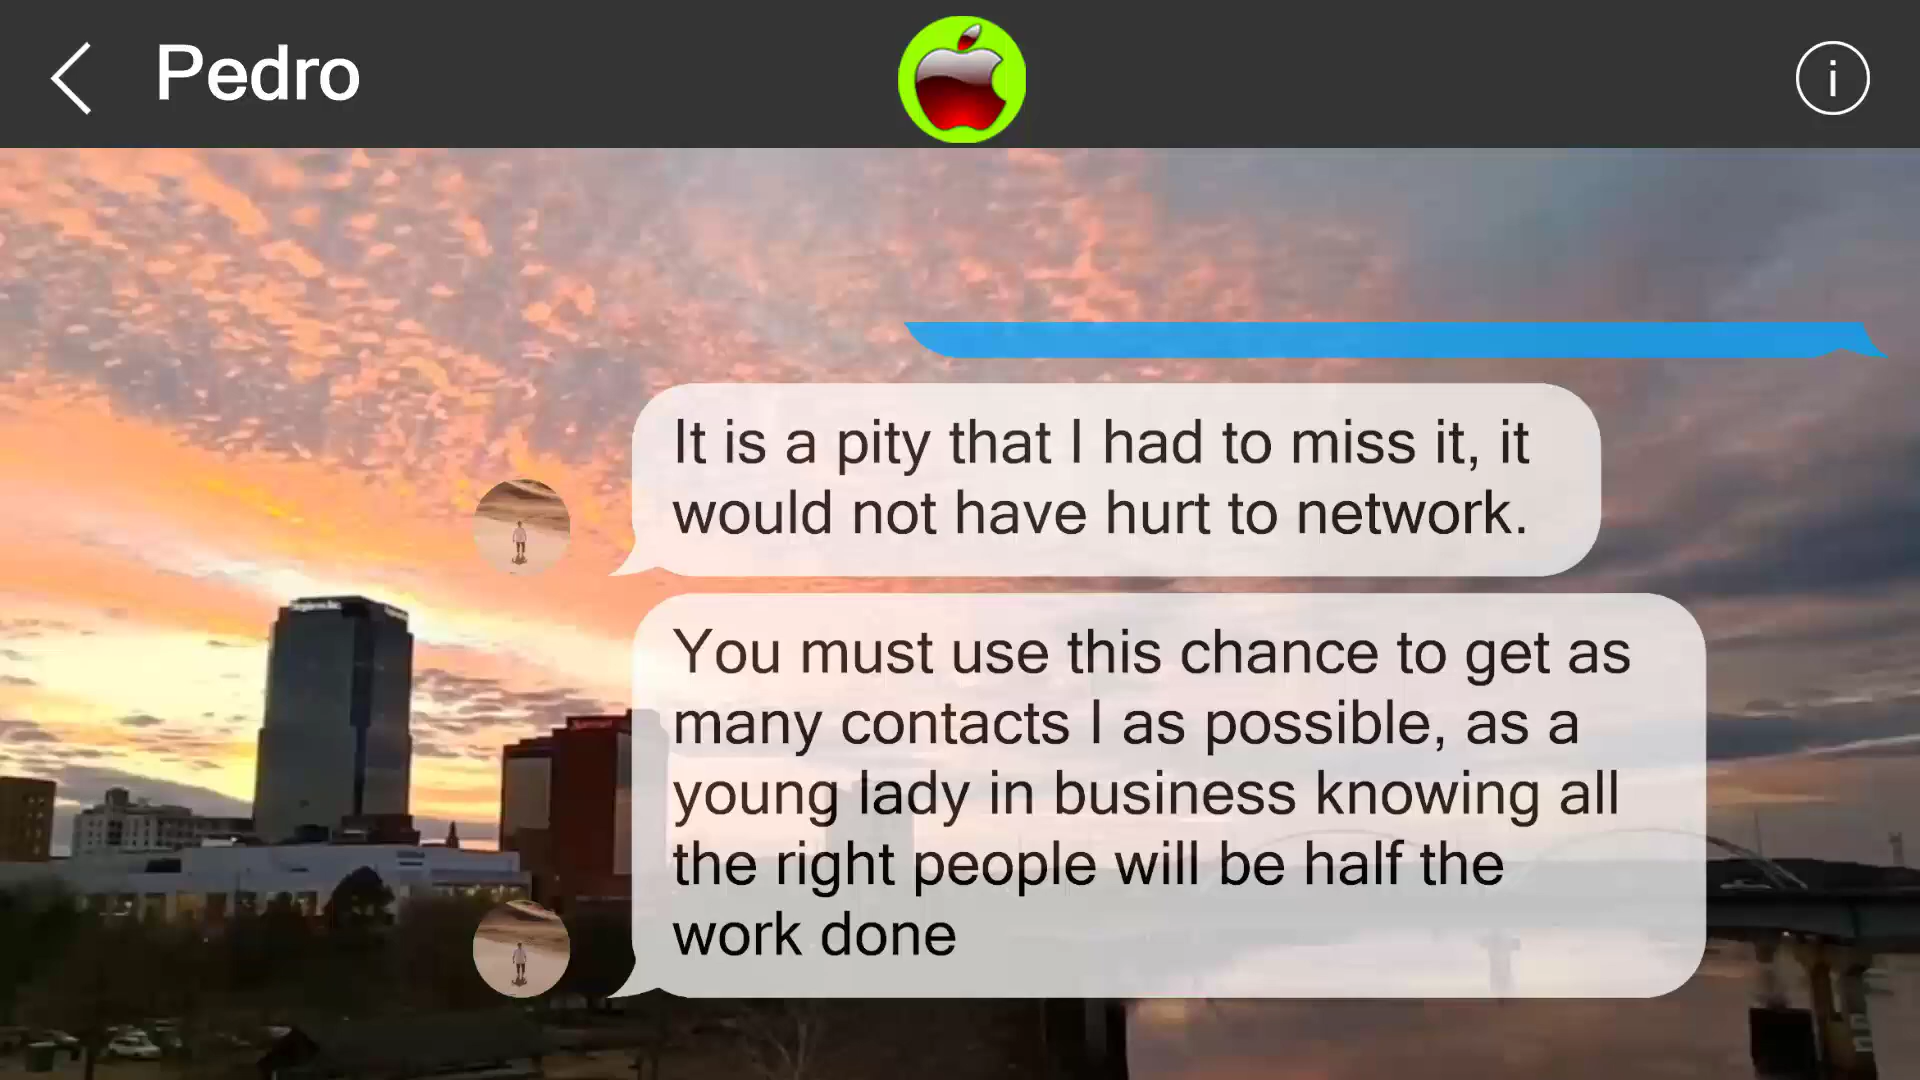 Pedro
It is a pity that I had to miss it, it
would not have hurt to network.
You must use this chance to get as
many contacts I as possible, as a
young lady in business knowing all
the right people will be half the
work done